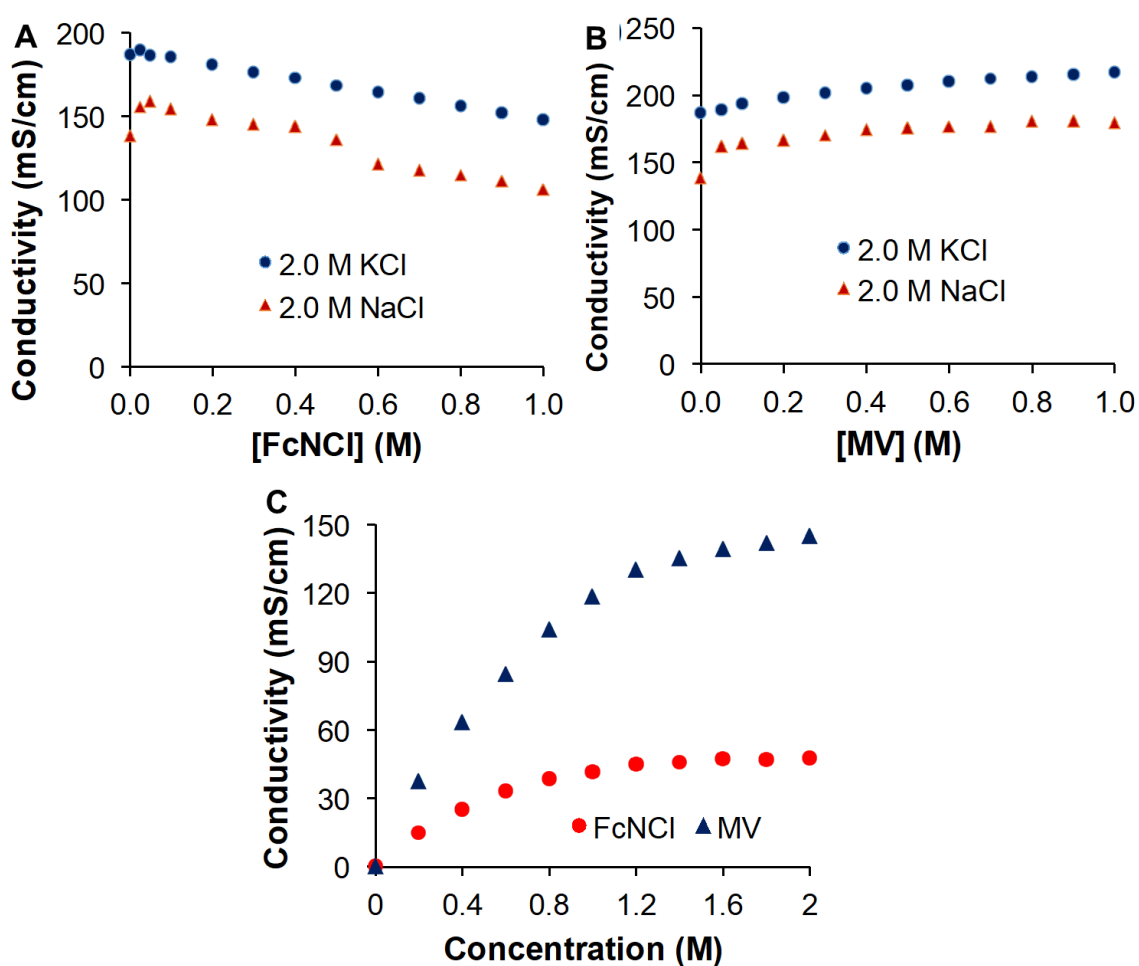 A
Conductivity (mS/cm)
200
150
100
50
0
2.0 M KCl
2.0 M NaCl
0.0 0.2 0.4 0.6 0.8 1.0
[FcNCl] (M)
B
Conductivity (mS/cm)
250
200
150
100
50
0
2.0 M KCl
2.0 M NaCl
0.0 0.2 0.4 0.6 0.8 1.0
[MV] (M)
C
Conductivity (mS/cm)
150
120
90
60
30
0
FcNCl MV
0 0.4 0.8 1.2 1.6 2
Concentration (M)